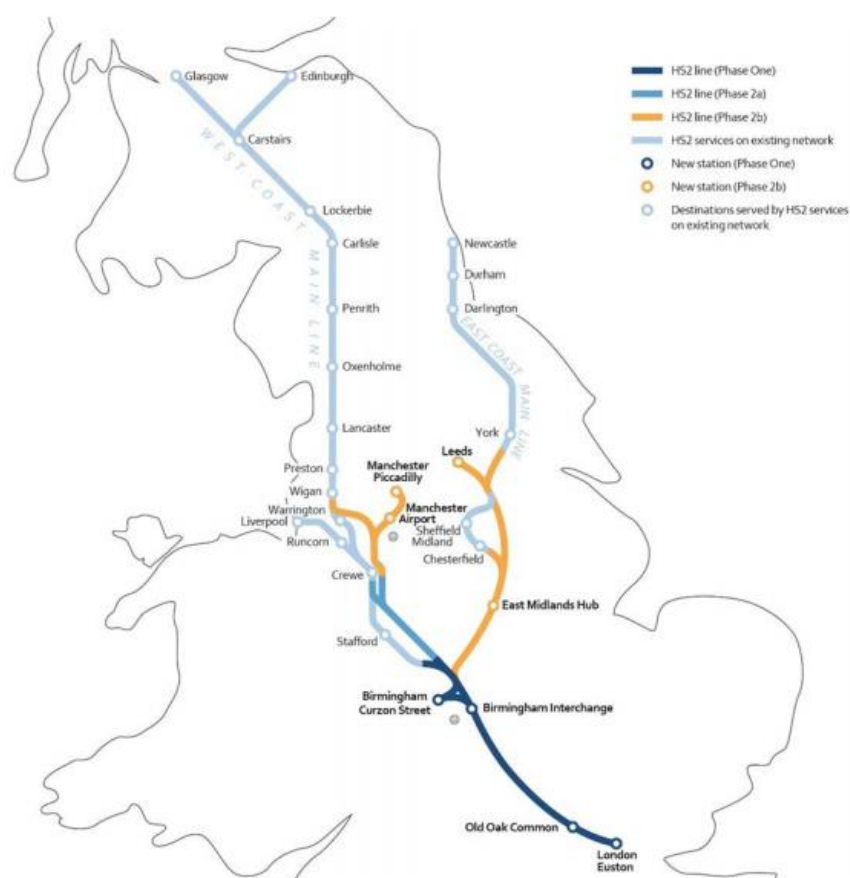 Glasgow
Edinburgh
Carstairs
WEST COAST MAIN LINE
Lockerbie
Carlisle
Penrith
Oxenholme
Lancaster
Preston
Wigan
Warrington
Liverpool
Runcorn
Crewe
Stafford
Manchester
Piccadilly
Manchester
Airport
Newcastle
Durham
Darlington
EAST COAST MAIN LINE
York
Leeds
Sheffield
Midland
Chesterfield
East Midlands Hub
Birmingham
Curzon Street
Birmingham Interchange
Old Oak Common
London
Euston
HS2 line (Phase One)
HS2 line (Phase 2a)
HS2 line (Phase 2b)
HS2 services on existing network
New station (Phase One)
New station (Phase 2b)
Destinations served by HS2 services
on existing network